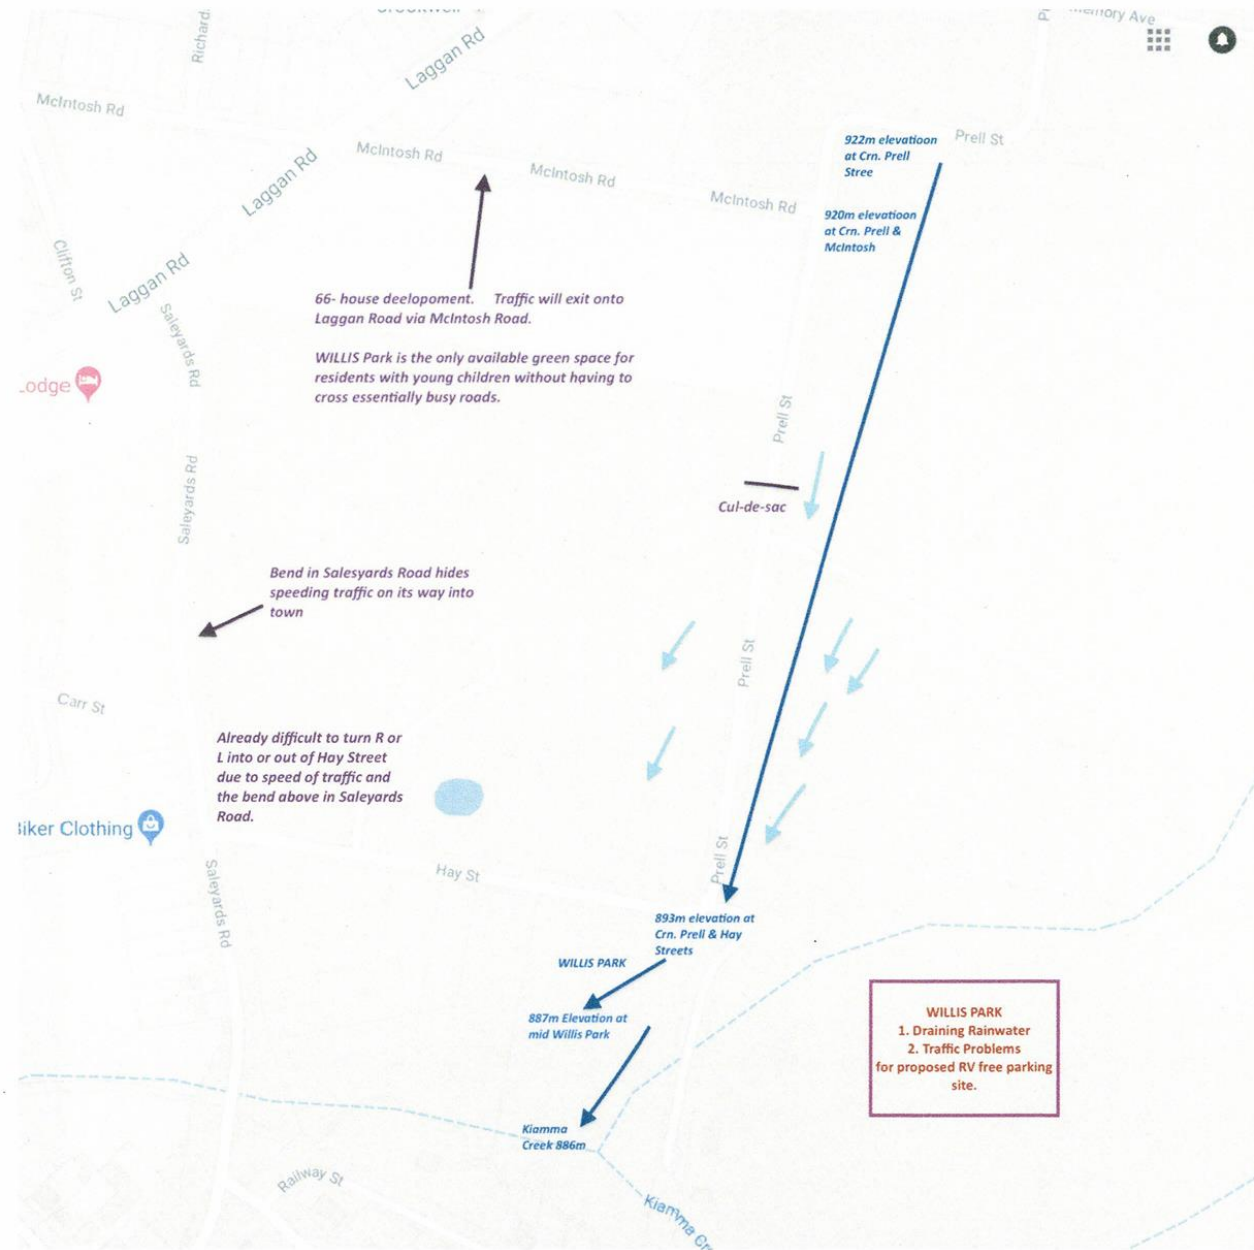 Crookwell
Memory Ave
Richard
Laggan Rd
McIntosh Rd
922m elevatioon
at Crn. Prell
Stree
Prell St
McIntosh Rd
McIntosh Rd
Laggan Rd
McIntosh Rd
920m elevatioon
at Crn. Prell &
McIntosh
Clifton St
Laggan Rd
66- house deelopoment.    Traffic will exit onto
Laggan Road via McIntosh Road.
Saleyards Rd
WILLIS Park is the only available green space for
residents with young children without having to
cross essentially busy roads.
Lodge
Prell St
Saleyards Rd
Cul-de-sac
Bend in Salesyards Road hides
speeding traffic on its way into
town
Prell St
Carr St
Already difficult to turn R or
L into or out of Hay Street
due to speed of traffic and
the bend above in Saleyards
Road.
Biker Clothing
Prell St
Hay St
Saleyards Rd
893m elevation at
Crn. Prell & Hay
Streets
WILLIS PARK
887m Elevation at
mid Willis Park
WILLIS PARK
1. Draining Rainwater
2. Traffic Problems
for proposed RV free parking
site.
Kiamma
Creek 886m
Railway St
Kiamma Cr